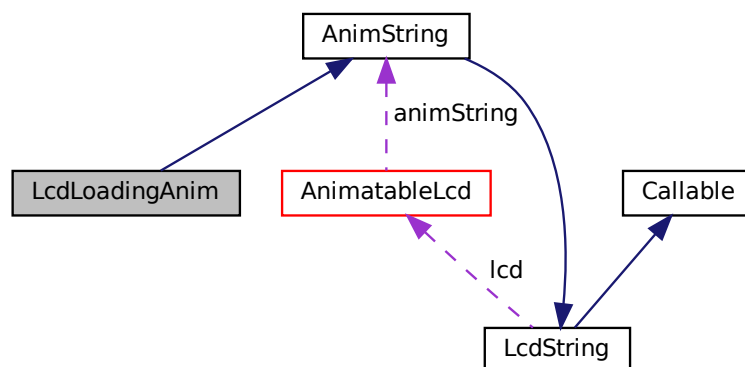 AnimString
animString
LcdLoadingAnim
AnimatableLcd
Callable
lcd
LcdString